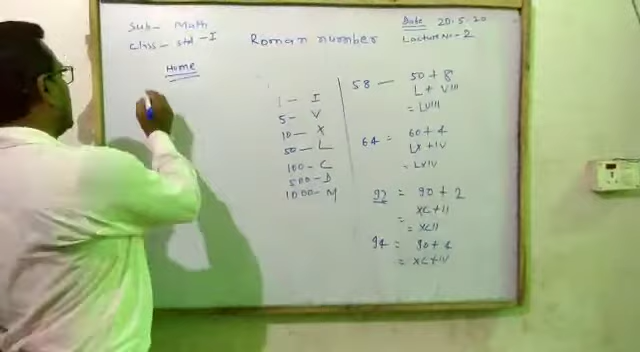 Sub- Math
Class- std-I
Roman number
Date 20.5.20
Lecture No-2
Home
1- I
5- V
10- X
50- L
100- C
500- D
1000- M
58 — 50+8
L+VIII
= LVIII
64 = 60+4
LX+IV
= LXIV
92 = 90+2
= XC+II
= XCII
94 = 90+4
= XC+IV